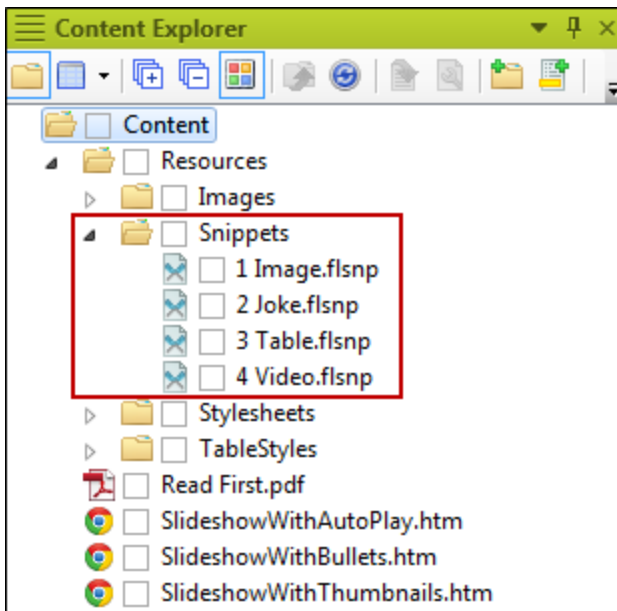 Content Explorer
Content
Resources
Images
Snippets
1 Image.flsnp
2 Joke.flsnp
3 Table.flsnp
4 Video.flsnp
Stylesheets
TableStyles
Read First.pdf
SlideshowWithAutoPlay.htm
SlideshowWithBullets.htm
SlideshowWithThumbnails.htm